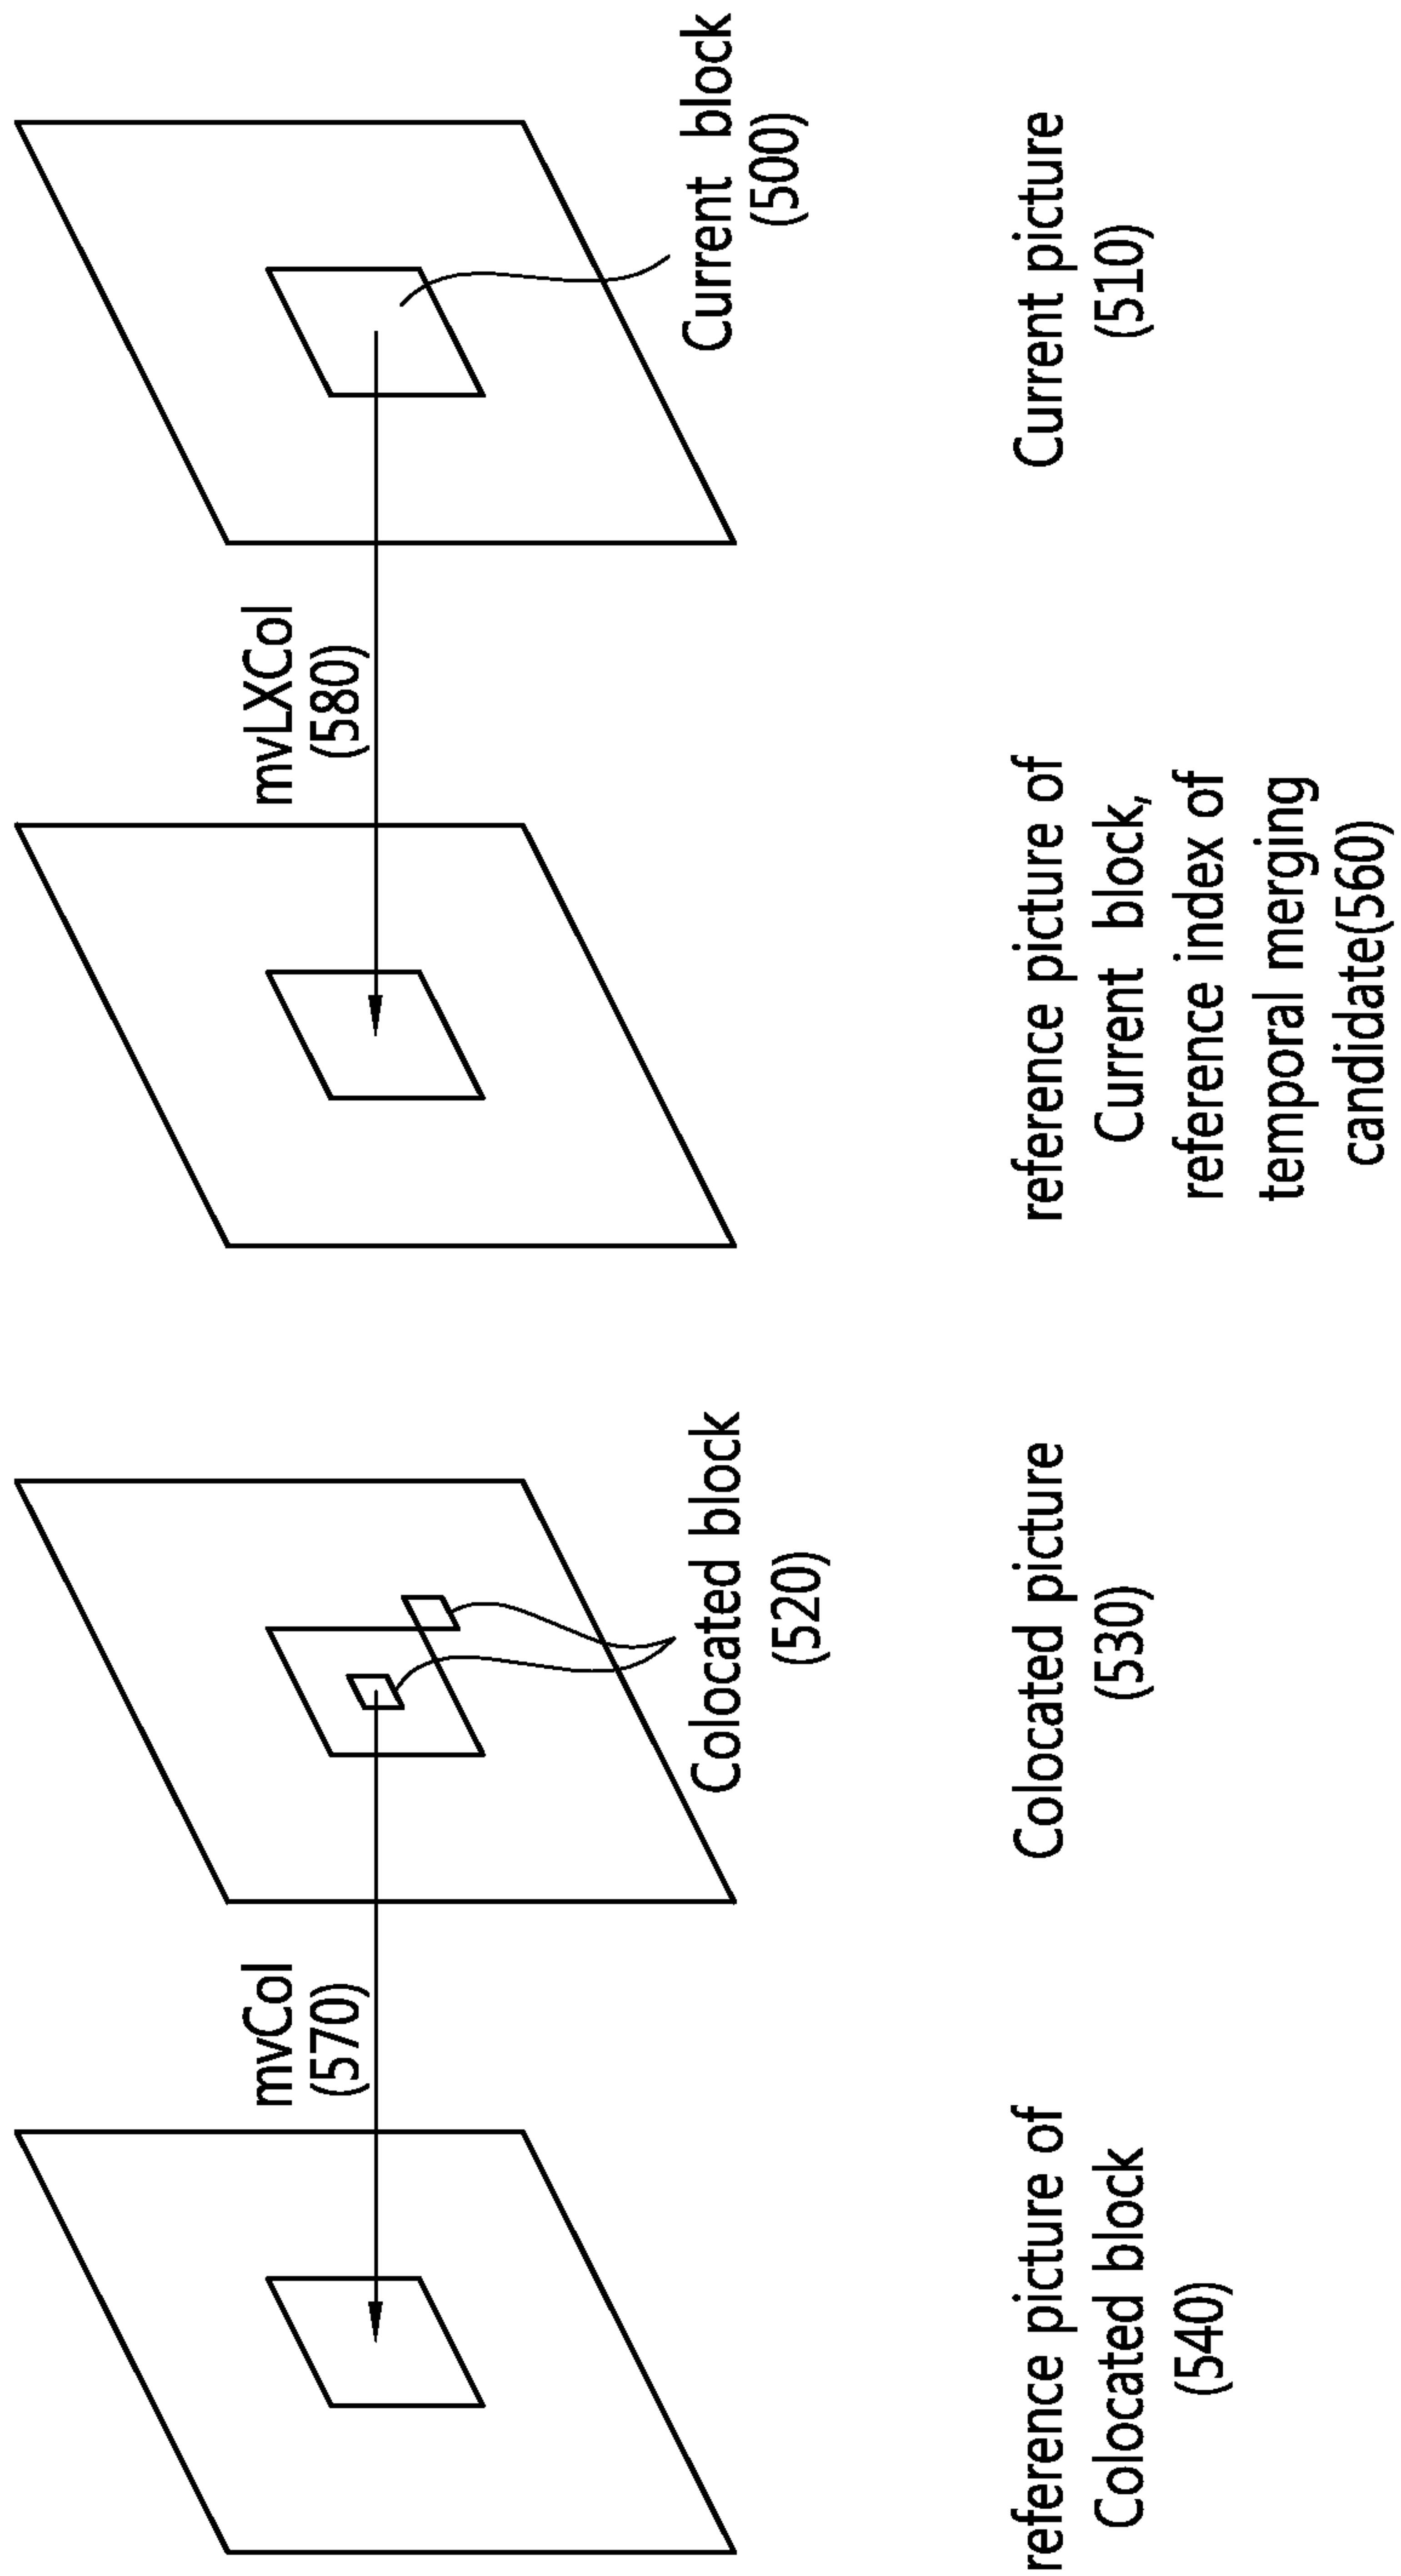 mvCol
(570)
mvLXCol
(580)
Colocated block
(520)
Current block
(500)
reference picture of
Colocated block
(540)
Colocated picture
(530)
reference picture of
Current block,
reference index of
temporal merging
candidate(560)
Current picture
(510)